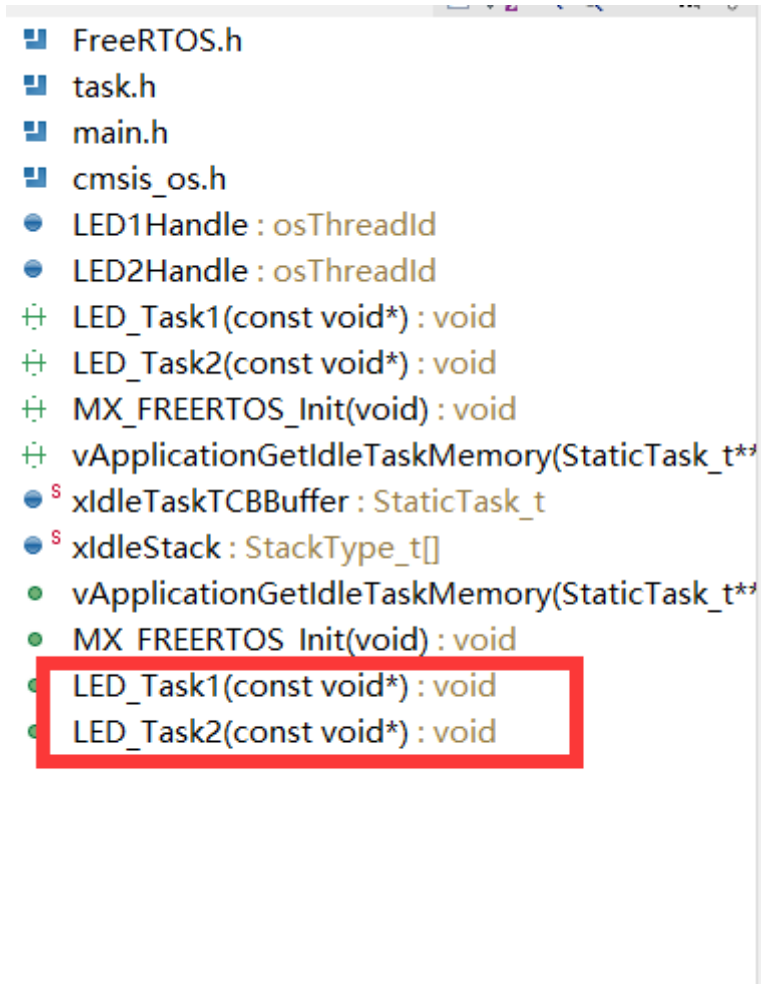 FreeRTOS.h
task.h
main.h
cmsis_os.h
LED1Handle : osThreadId
LED2Handle : osThreadId
LED_Task1(const void*) : void
LED_Task2(const void*) : void
MX_FREERTOS_Init(void) : void
vApplicationGetIdleTaskMemory(StaticTask_t**
S xIdleTaskTCBBuffer : StaticTask_t
S xIdleStack : StackType_t[]
vApplicationGetIdleTaskMemory(StaticTask_t**
MX_FREERTOS_Init(void) : void
LED_Task1(const void*) : void
LED_Task2(const void*) : void